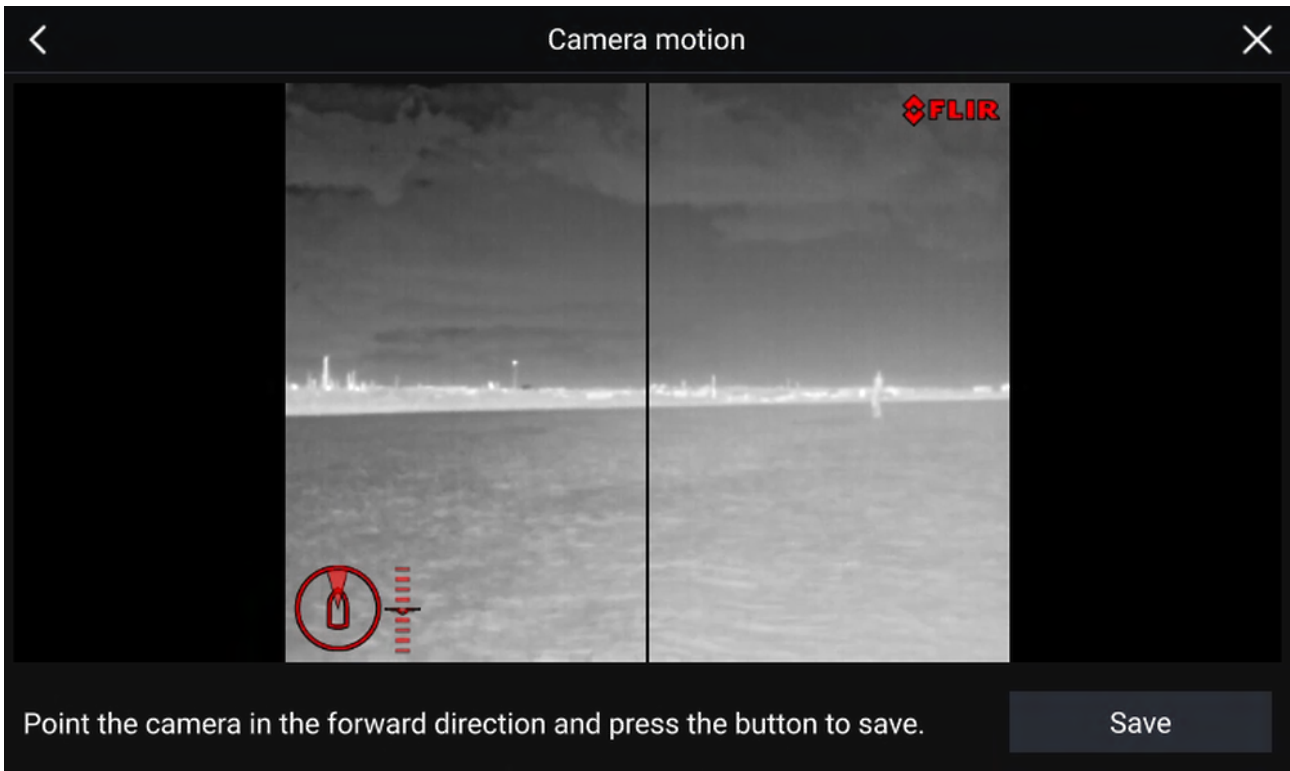 Camera motion
FLIR
Point the camera in the forward direction and press the button to save.
Save